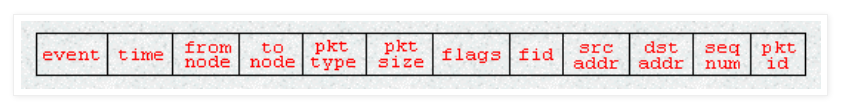 event time from node to node pkt type pkt size flags fid src addr dst addr seq num pkt id